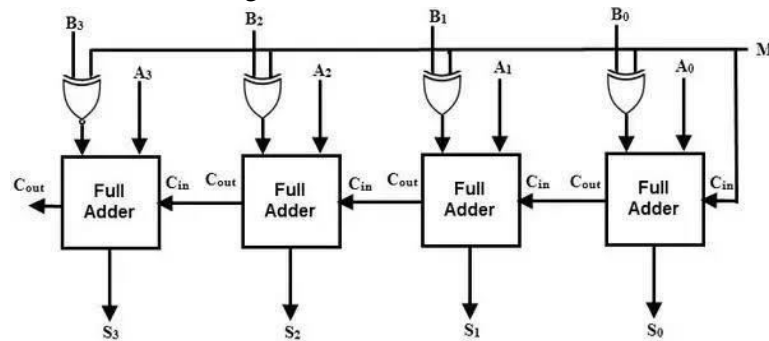 B3 B2 B1 B0
M
A3 A2 A1 A0
Cout Full Adder Cin Cout Full Adder Cin Cout Full Adder Cin Cout Full Adder Cin
S3 S2 S1 S0